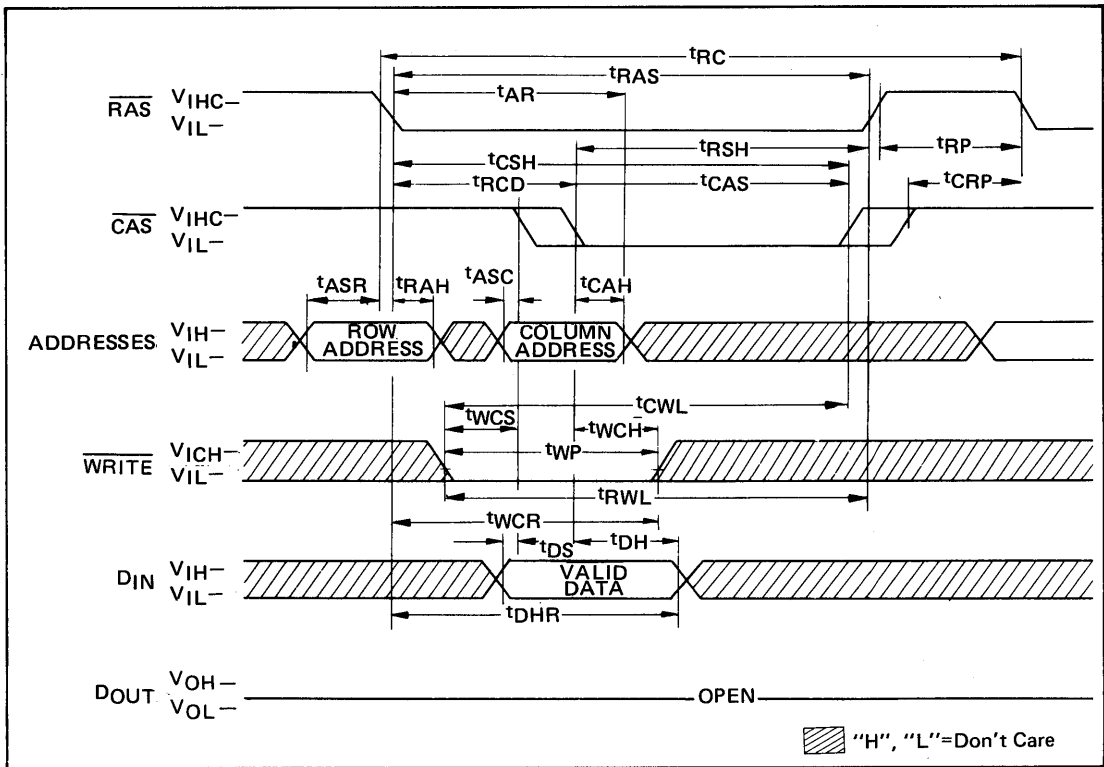 tRC
tRAS
tAR
RAS VIHC–
VIL–
tRSH
tRP
tCSH
tRCD
tCAS
tCRP
CAS VIHC–
VIL–
tASR
tRAH
tASC
tCAH
ADDRESSES VIH–
VIL–
ROW
ADDRESS
COLUMN
ADDRESS
tCWL
tWCS
tWCH
WRITE VICH–
VIL–
tWP
tRWL
tWCR
tDS
tDH
DIN VIH–
VIL–
VALID
DATA
tDHR
DOUT VOH–
VOL–
OPEN
"H", "L"=Don't Care